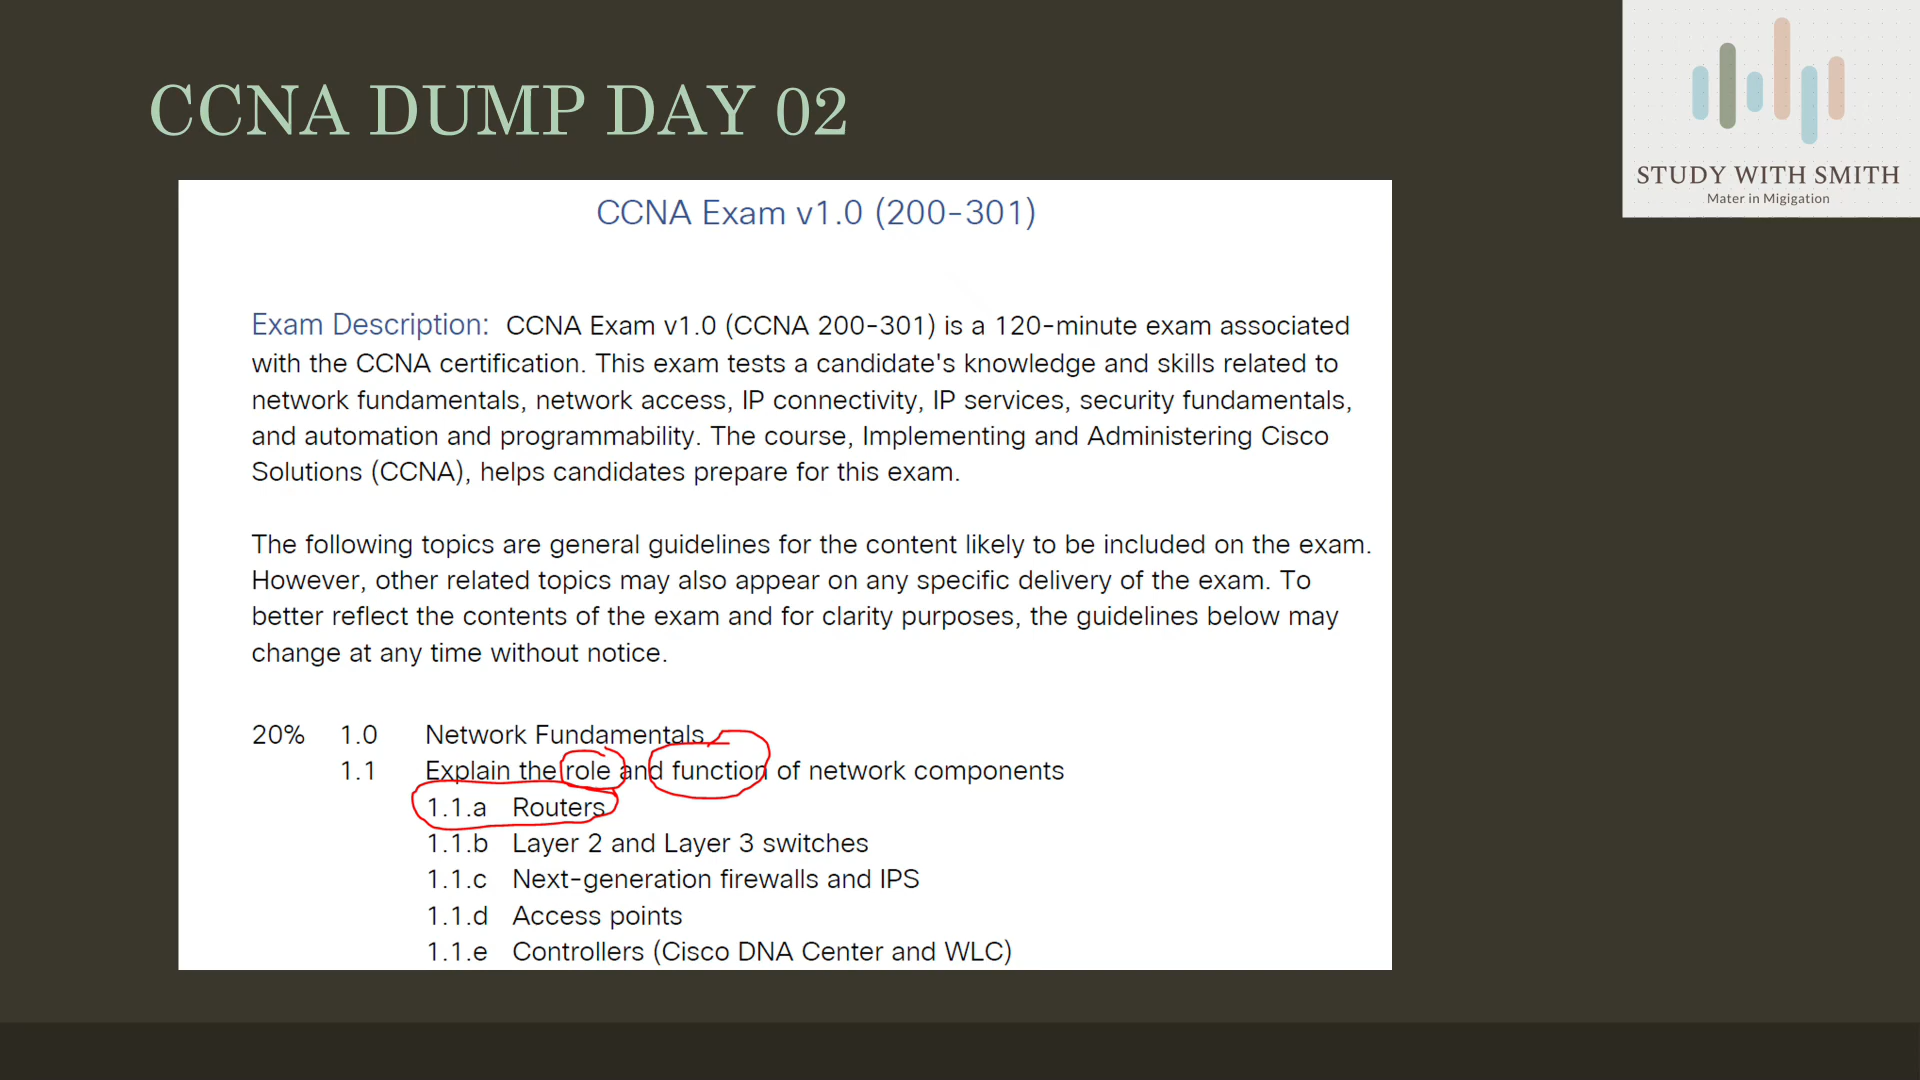 CCNA DUMP DAY 02
STUDY WITH SMITH
Mater in Migigation
CCNA Exam v1.0 (200-301)
Exam Description: CCNA Exam v1.0 (CCNA 200-301) is a 120-minute exam associated
with the CCNA certification. This exam tests a candidate's knowledge and skills related to
network fundamentals, network access, IP connectivity, IP services, security fundamentals,
and automation and programmability. The course, Implementing and Administering Cisco
Solutions (CCNA), helps candidates prepare for this exam.
The following topics are general guidelines for the content likely to be included on the exam.
However, other related topics may also appear on any specific delivery of the exam. To
better reflect the contents of the exam and for clarity purposes, the guidelines below may
change at any time without notice.
20% 1.0 Network Fundamentals
1.1 Explain the role and function of network components
1.1.a Routers
1.1.b Layer 2 and Layer 3 switches
1.1.c Next-generation firewalls and IPS
1.1.d Access points
1.1.e Controllers (Cisco DNA Center and WLC)